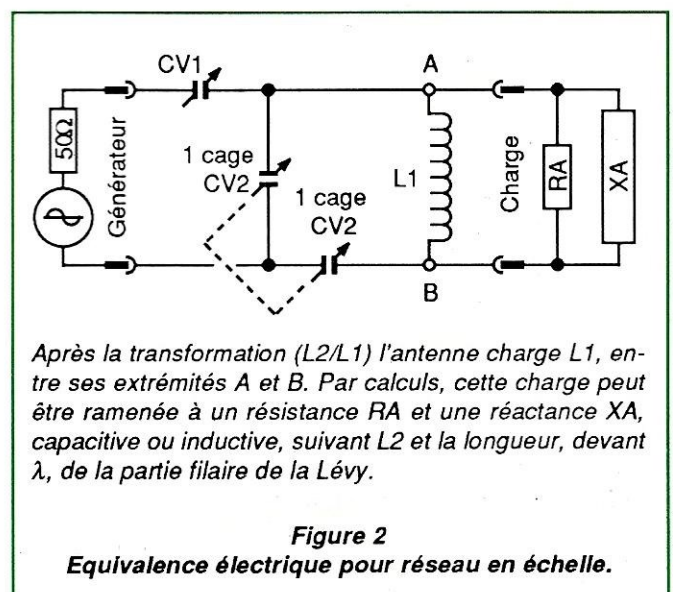 CV1
A
50Ω
Générateur
1 cage
CV2
1 cage
CV2
L1
Charge
RA
XA
B
Après la transformation (L2/L1) l'antenne charge L1, en-
tre ses extrémités A et B. Par calculs, cette charge peut
être ramenée à un résistance RA et une réactance XA,
capacitive ou inductive, suivant L2 et la longueur, devant
λ, de la partie filaire de la Lévy.
Figure 2
Equivalence électrique pour réseau en échelle.